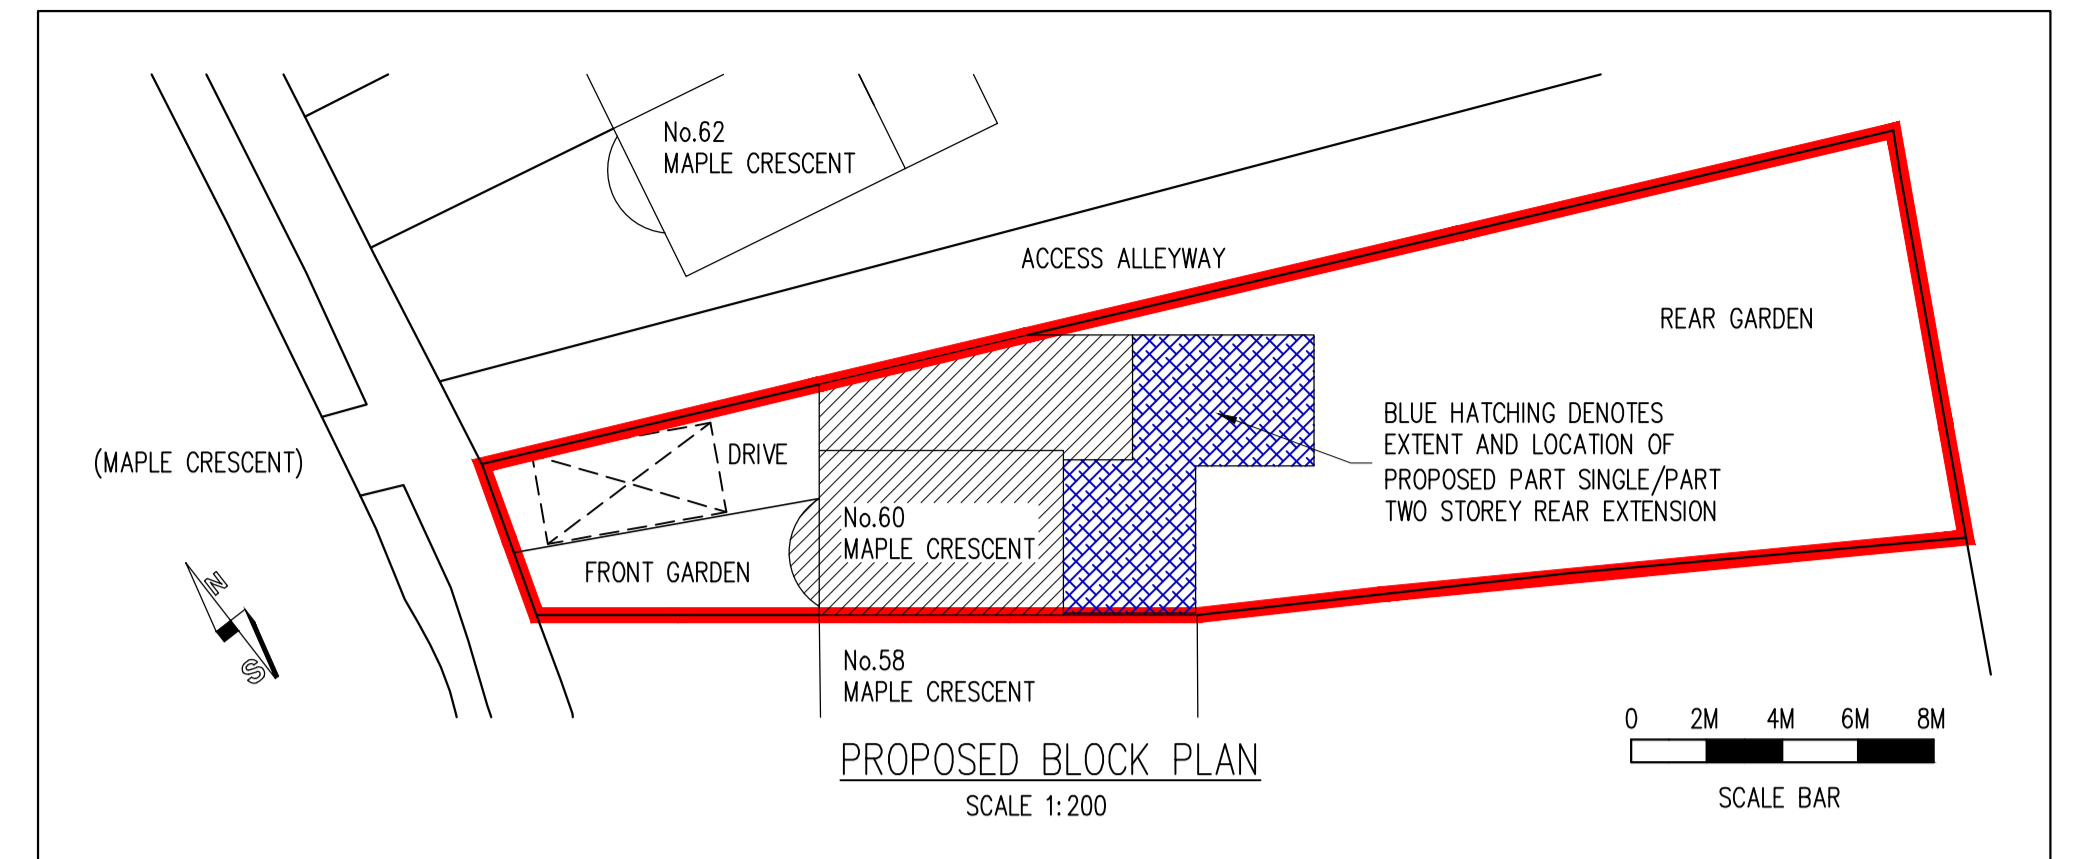 No.62
MAPLE CRESCENT
ACCESS ALLEYWAY
REAR GARDEN
(MAPLE CRESCENT)
DRIVE
BLUE HATCHING DENOTES
EXTENT AND LOCATION OF
PROPOSED PART SINGLE/PART
TWO STOREY REAR EXTENSION
No.60
MAPLE CRESCENT
FRONT GARDEN
N
S
No.58
MAPLE CRESCENT
0 2M 4M 6M 8M
SCALE BAR
PROPOSED BLOCK PLAN
SCALE 1:200